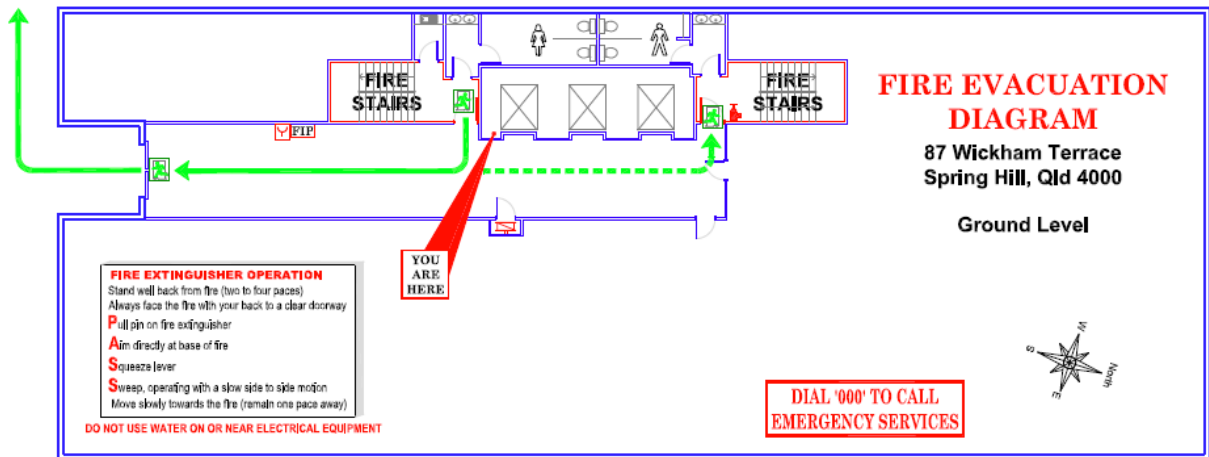 FIRE
STAIRS
FIRE
STAIRS
FIP
FIRE EVACUATION
DIAGRAM
87 Wickham Terrace
Spring Hill, Qld 4000
Ground Level
YOU
ARE
HERE
FIRE EXTINGUISHER OPERATION
Stand well back from fire (two to four paces)
Always face the fire with your back to a clear doorway
Pull pin on fire extinguisher
Aim directly at base of fire
Squeeze lever
Sweep, operating with a slow side to side motion
Move slowly towards the fire (remain one pace away)
DO NOT USE WATER ON OR NEAR ELECTRICAL EQUIPMENT
W
S
North
E
DIAL '000' TO CALL
EMERGENCY SERVICES